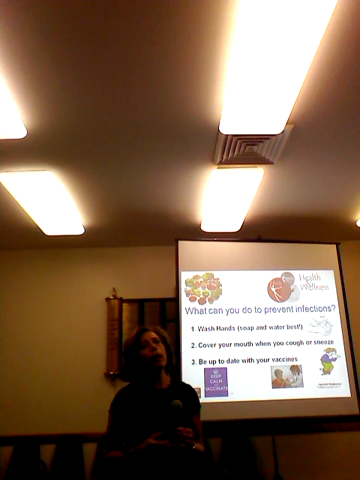 Health
Wellness
What can you do to prevent infections?
1. Wash Hands (soap and water best!)
2. Cover your mouth when you cough or sneeze
3. Be up to date with your vaccines
KEEP
CALM
VACCINATE